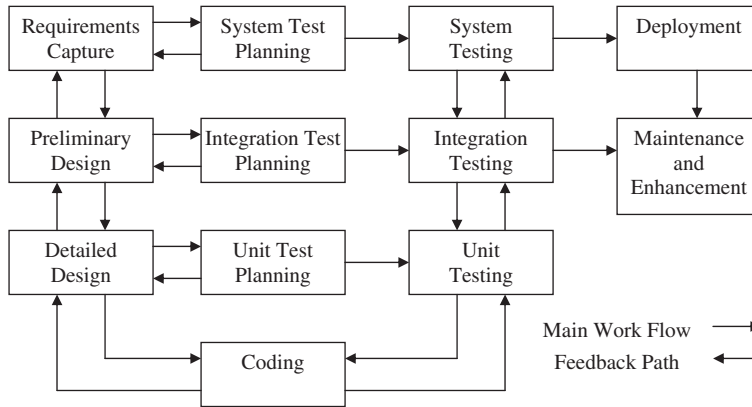 Requirements
Capture
System Test
Planning
System
Testing
Deployment
Preliminary
Design
Integration Test
Planning
Integration
Testing
Maintenance
and
Enhancement
Detailed
Design
Unit Test
Planning
Unit
Testing
Coding
Main Work Flow
Feedback Path